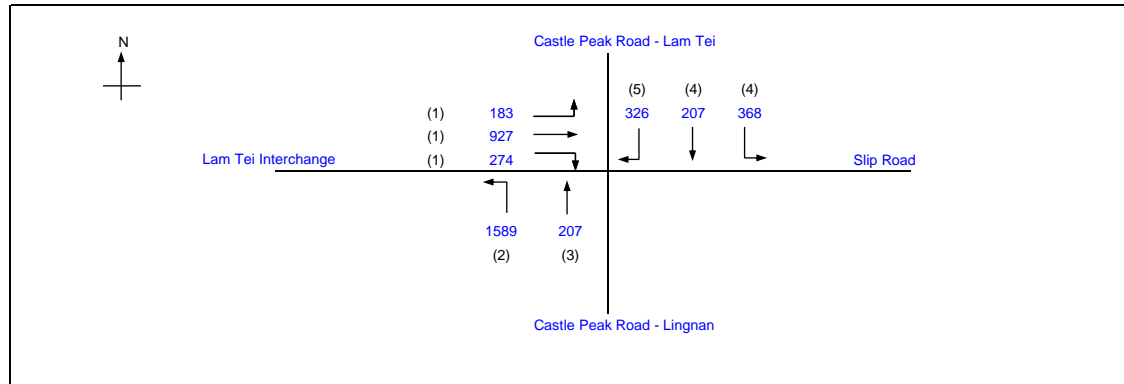 N
Castle Peak Road - Lam Tei
(5) (4) (4)
(1) 183 326 207 368
(1) 927
Lam Tei Interchange (1) 274 Slip Road
1589 207
(2) (3)
Castle Peak Road - Lingnan